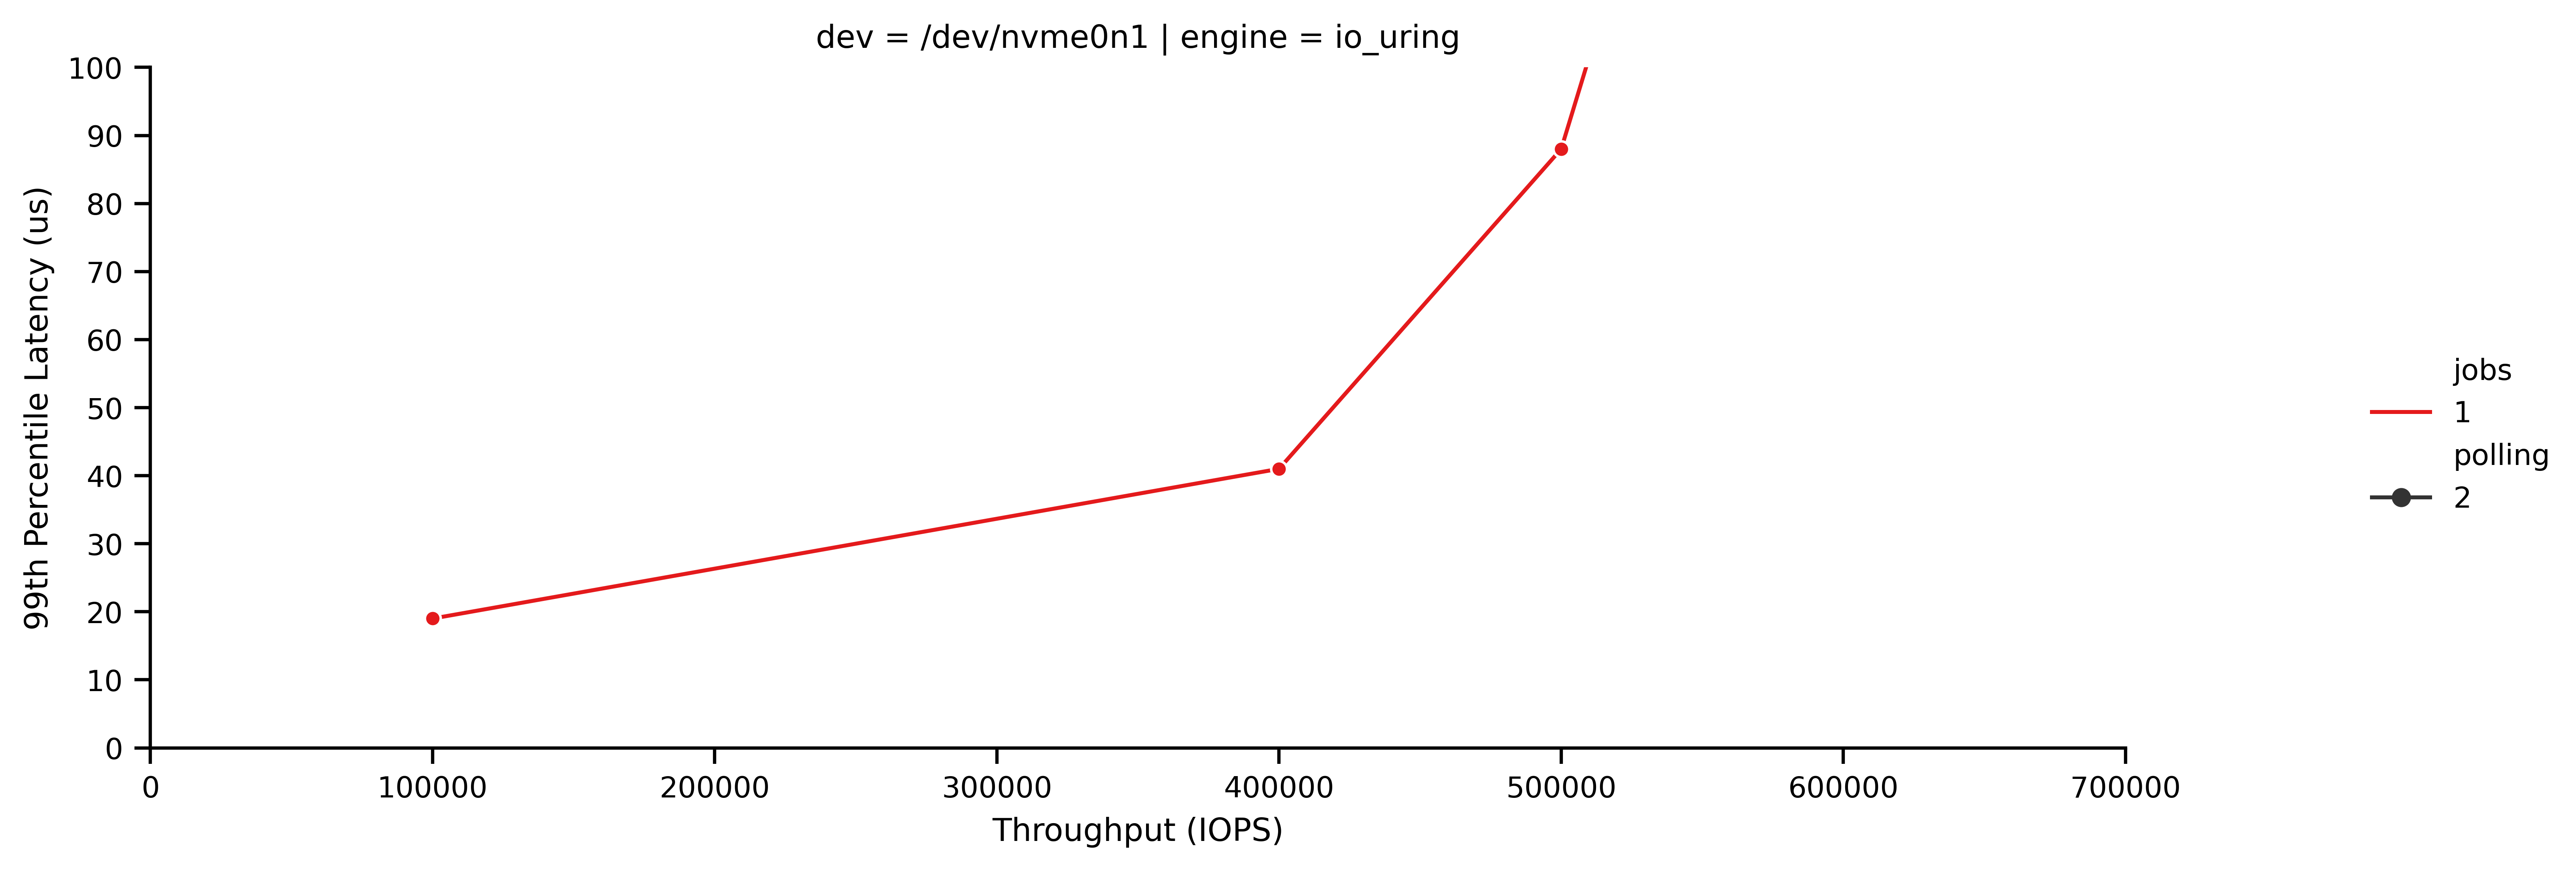 dev = /dev/nvme0n1 | engine = io_uring
99th Percentile Latency (us)
100
90
80
70
60
50
40
30
20
10
0
0 100000 200000 300000 400000 500000 600000 700000
Throughput (IOPS)
jobs
1
polling
2